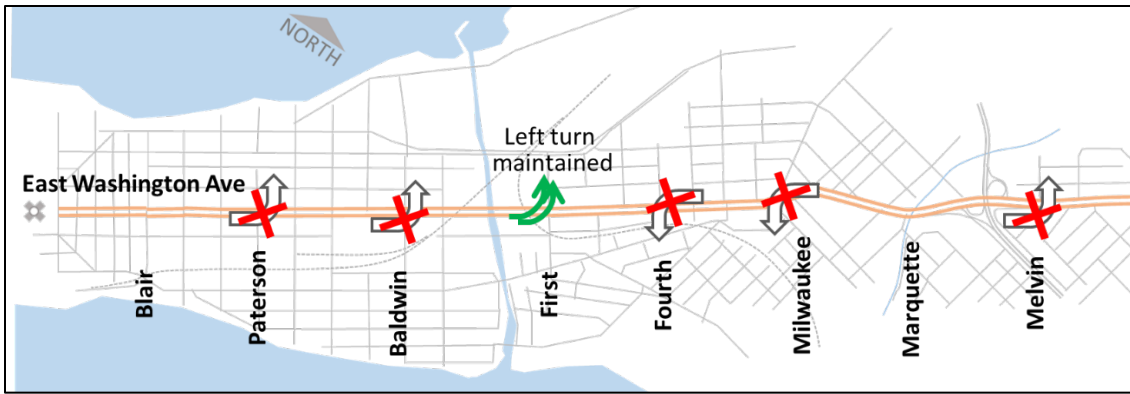 NORTH
Left turn
maintained
East Washington Ave
Blair
Paterson
Baldwin
First
Fourth
Milwaukee
Marquette
Melvin